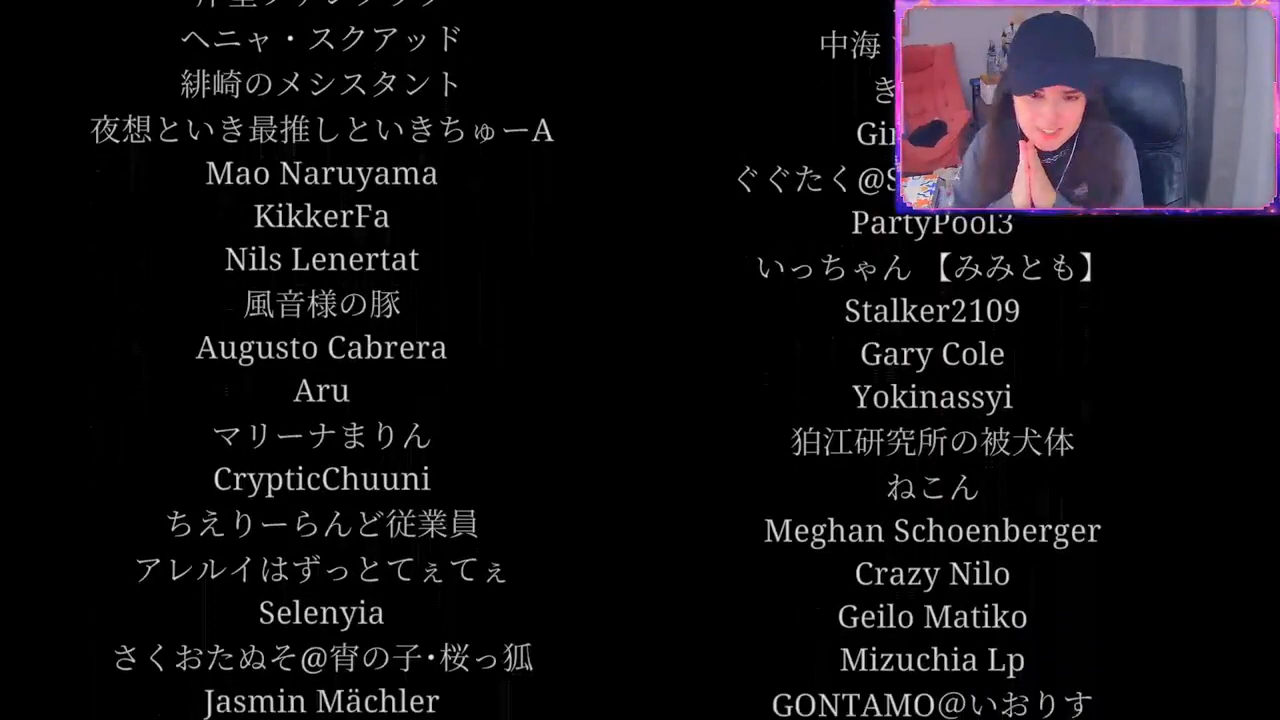 ヘニャ・スクアッド
緋崎のメシスタント
夜想といき最推しといきちゅーA
Mao Naruyama
KikkerFa
Nils Lenertat
風音様の豚
Augusto Cabrera
Aru
マリーナまりん
CrypticChuuni
ちえりーらんど従業員
アレルイはずっとてぇてぇ
Selenyia
さくおたぬそ@宵の子･桜っ狐
Jasmin Mächler
中海
き
ぐぐたく@S
PartyPool3
いっちゃん 【みみとも】
Stalker2109
Gary Cole
Yokinassyi
狛江研究所の被犬体
ねこん
Meghan Schoenberger
Crazy Nilo
Geilo Matiko
Mizuchia Lp
GONTAMO@いおりす